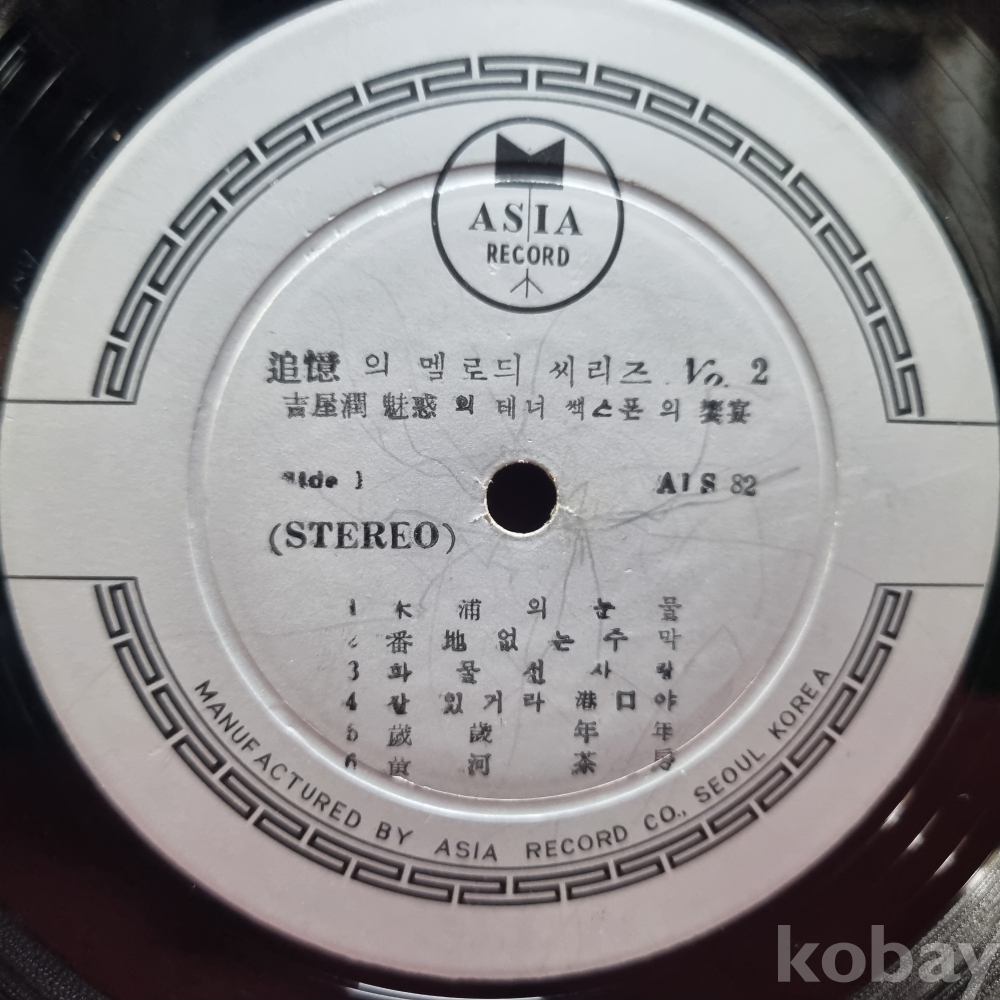 ASIA
RECORD
追憶의 멜로듸 씨리즈 Vo. 2
吉屋潤 魅惑의 테너 쌕스폰의 饗宴
Side 1
AIS 82
(STEREO)
1 木浦의눈물
2 番地없는주막
3 화물선사랑
4 잘있거라港口야
5 歲歲年年
6 黃河茶房
MANUFACTURED BY ASIA RECORD CO., SEOUL KOREA
kobay